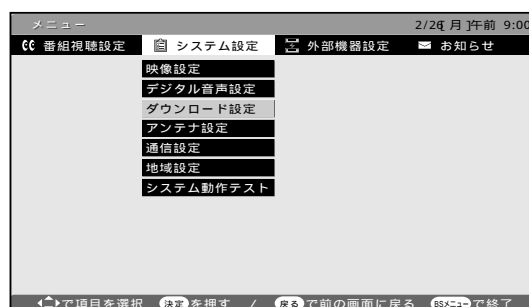 メニュー 2/26[月]午前 9:00
番組視聴設定 システム設定 外部機器設定 お知らせ
映像設定
デジタル音声設定
ダウンロード設定
アンテナ設定
通信設定
地域設定
システム動作テスト
で項目を選択 決定を押す / 戻るで前の画面に戻る BSメニューで終了